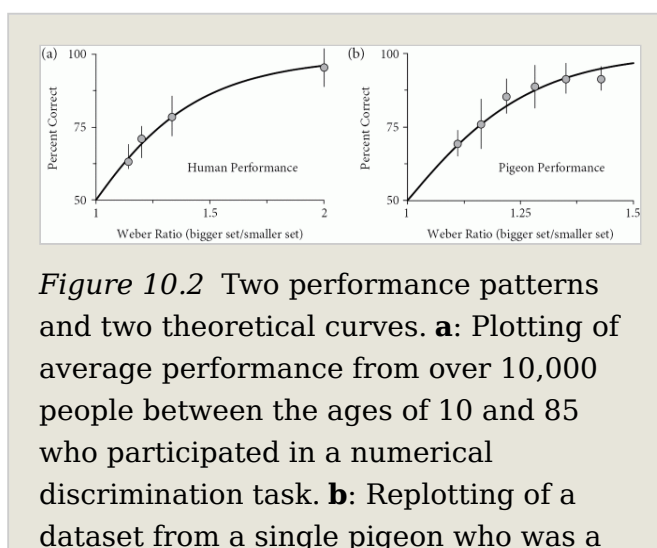 (a)
100
75
50
Percent Correct
Human Performance
1
1.5
2
Weber Ratio (bigger set/smaller set)
(b)
100
75
50
Percent Correct
Pigeon Performance
1
1.25
1.5
Weber Ratio (bigger set/smaller set)
Figure 10.2 Two performance patterns
and two theoretical curves. a: Plotting of
average performance from over 10,000
people between the ages of 10 and 85
who participated in a numerical
discrimination task. b: Replotting of a
dataset from a single pigeon who was a